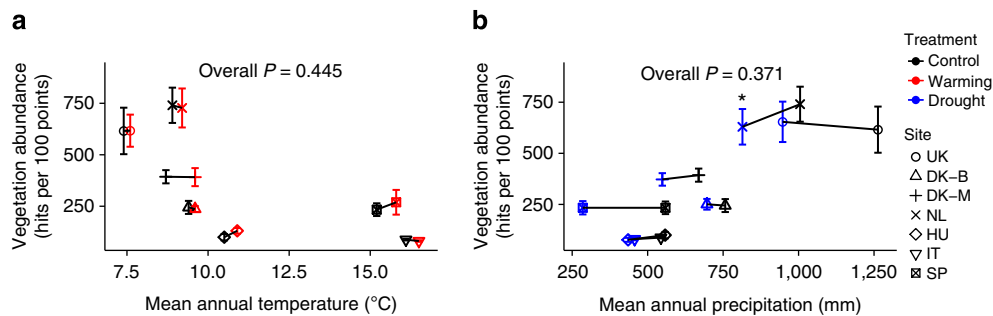 a
Overall P = 0.445
Vegetation abundance
(hits per 100 points)
750
500
250
7.5
10.0
12.5
15.0
Mean annual temperature (°C)
b
Overall P = 0.371
*
Vegetation abundance
(hits per 100 points)
750
500
250
250
500
750
1,000
1,250
Mean annual precipitation (mm)
Treatment
Control
Warming
Drought
Site
UK
DK–B
DK–M
NL
HU
IT
SP